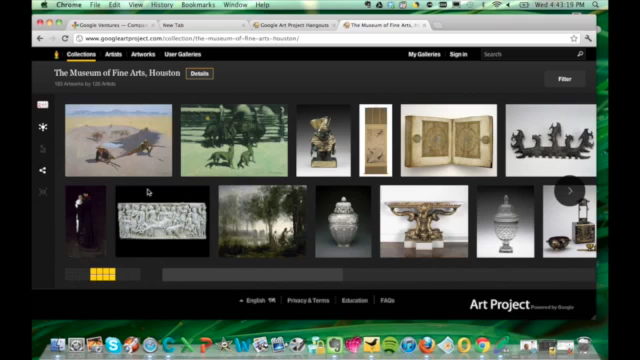 Chrome File Edit View History Bookmarks Window Help
Wed 4:43:19 PM
Google Ventures — Compan
New Tab
Google Art Project Hangouts
The Museum of Fine Arts, H
www.googleartproject.com/collection/the-museum-of-fine-arts-houston/
Collections Artists Artworks User Galleries My Galleries Sign in Search
The Museum of Fine Arts, Houston Details
Filter
English Privacy & Terms Education FAQs
Art Project Powered by Google